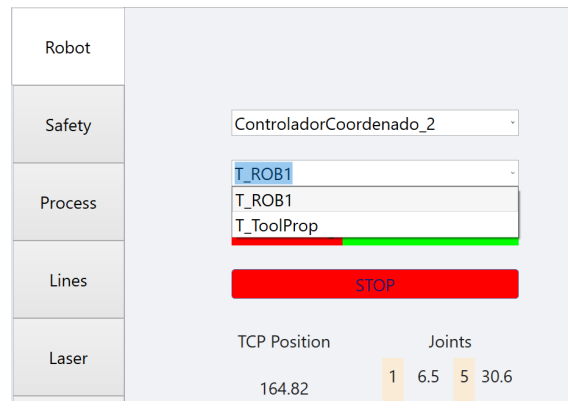 Robot
Safety
Process
Lines
Laser
ControladorCoordenado_2
T_ROB1
T_ROB1
T_ToolProp
STOP
TCP Position
Joints
164.82
1 6.5 5 30.6